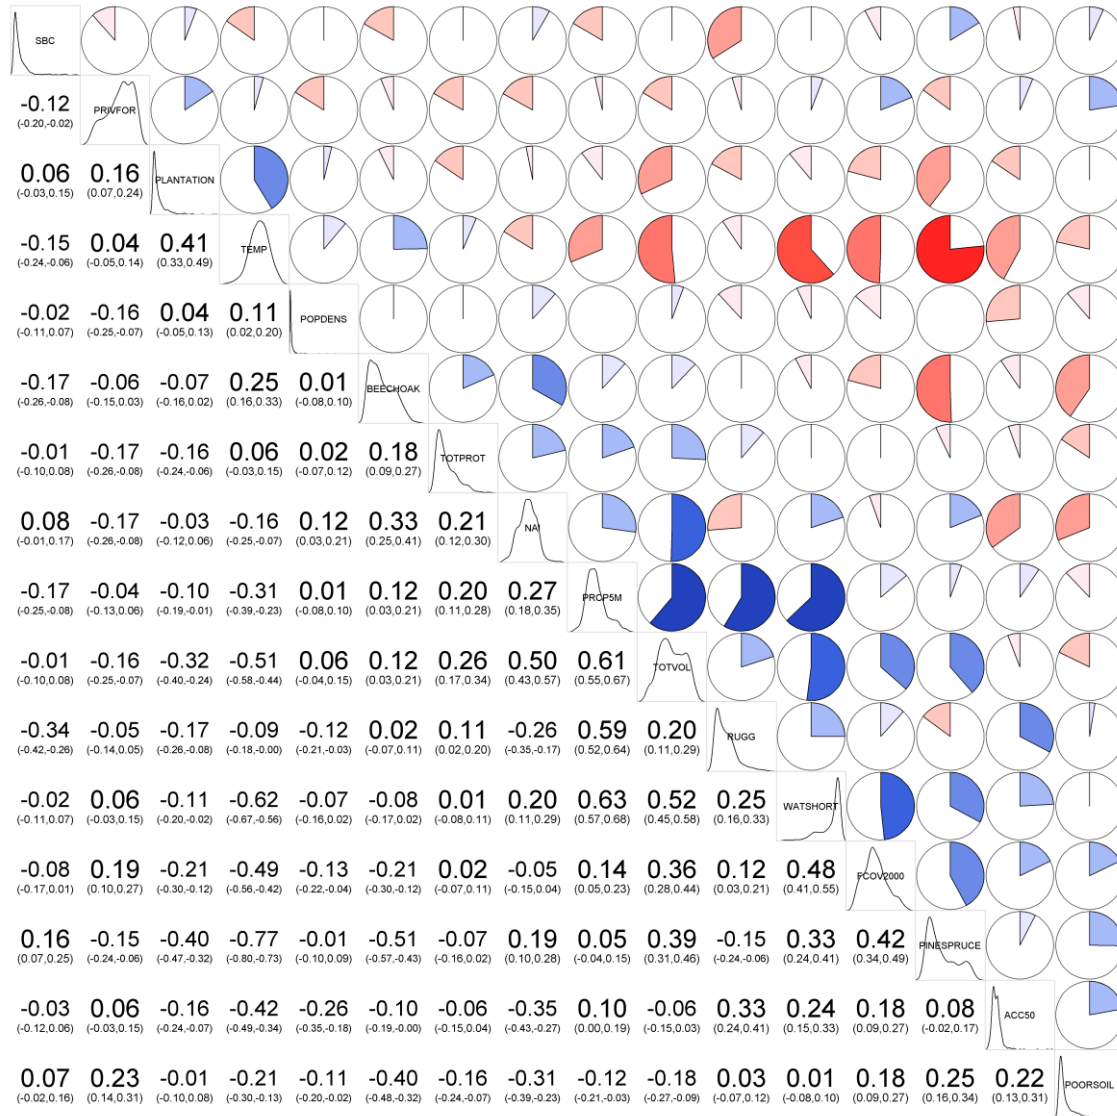 SBC
-0.12 PRIVFOR
(-0.20,-0.02)
0.06 0.16 PLANTATION
(-0.03,0.15) (0.07,0.24)
-0.15 0.04 0.41 TEMP
(-0.24,-0.06) (-0.05,0.14) (0.33,0.49)
-0.02 -0.16 0.04 0.11 POPDENS
(-0.11,0.07) (-0.25,-0.07) (-0.05,0.13) (0.02,0.20)
-0.17 -0.06 -0.07 0.25 0.01 BEECHOAK
(-0.26,-0.08) (-0.15,0.03) (-0.16,0.02) (0.16,0.33) (-0.08,0.10)
-0.01 -0.17 -0.16 0.06 0.02 0.18 TOTPROT
(-0.10,0.08) (-0.26,-0.08) (-0.24,-0.06) (-0.03,0.15) (-0.07,0.12) (0.09,0.27)
0.08 -0.17 -0.03 -0.16 0.12 0.33 0.21 NAI
(-0.01,0.17) (-0.26,-0.08) (-0.12,0.06) (-0.25,-0.07) (0.03,0.21) (0.25,0.41) (0.12,0.30)
-0.17 -0.04 -0.10 -0.31 0.01 0.12 0.20 0.27 PRCP5M
(-0.25,-0.08) (-0.13,0.06) (-0.19,-0.01) (-0.39,-0.23) (-0.08,0.10) (0.03,0.21) (0.11,0.28) (0.18,0.35)
-0.01 -0.16 -0.32 -0.51 0.06 0.12 0.26 0.50 0.61 TOTVOL
(-0.10,0.08) (-0.25,-0.07) (-0.40,-0.24) (-0.58,-0.44) (-0.04,0.15) (0.03,0.21) (0.17,0.34) (0.43,0.57) (0.55,0.67)
-0.34 -0.05 -0.17 -0.09 -0.12 0.02 0.11 -0.26 0.59 0.20 RUGG
(-0.42,-0.26) (-0.14,0.05) (-0.26,-0.08) (-0.18,-0.00) (-0.21,-0.03) (-0.07,0.11) (0.02,0.20) (-0.35,-0.17) (0.52,0.64) (0.11,0.29)
-0.02 0.06 -0.11 -0.62 -0.07 -0.08 0.01 0.20 0.63 0.52 0.25 WATSHORT
(-0.11,0.07) (-0.03,0.15) (-0.20,-0.02) (-0.67,-0.56) (-0.16,0.02) (-0.17,0.02) (-0.08,0.11) (0.11,0.29) (0.57,0.68) (0.45,0.58) (0.16,0.33)
-0.08 0.19 -0.21 -0.49 -0.13 -0.21 0.02 -0.05 0.14 0.36 0.12 0.48 FCOV2000
(-0.17,0.01) (0.10,0.27) (-0.30,-0.12) (-0.56,-0.42) (-0.22,-0.04) (-0.30,-0.12) (-0.07,0.11) (-0.15,0.04) (0.05,0.23) (0.28,0.44) (0.03,0.21) (0.41,0.55)
0.16 -0.15 -0.40 -0.77 -0.01 -0.51 -0.07 0.19 0.05 0.39 -0.15 0.33 0.42 PINESPRUCE
(0.07,0.25) (-0.24,-0.06) (-0.47,-0.32) (-0.80,-0.73) (-0.10,0.09) (-0.57,-0.43) (-0.16,0.02) (0.10,0.28) (-0.04,0.15) (0.31,0.46) (-0.24,-0.06) (0.24,0.41) (0.34,0.49)
-0.03 0.06 -0.16 -0.42 -0.26 -0.10 -0.06 -0.35 0.10 -0.06 0.33 0.24 0.18 0.08 ACC50
(-0.12,0.06) (-0.03,0.15) (-0.24,-0.07) (-0.49,-0.34) (-0.35,-0.18) (-0.19,-0.00) (-0.15,0.04) (-0.43,-0.27) (0.00,0.19) (-0.15,0.03) (0.24,0.41) (0.15,0.33) (0.09,0.27) (-0.02,0.17)
0.07 0.23 -0.01 -0.21 -0.11 -0.40 -0.16 -0.31 -0.12 -0.18 0.03 0.01 0.18 0.25 0.22 POORSOIL
(-0.02,0.16) (0.14,0.31) (-0.10,0.08) (-0.30,-0.13) (-0.20,-0.02) (-0.48,-0.32) (-0.24,-0.07) (-0.39,-0.23) (-0.21,-0.03) (-0.27,-0.09) (-0.07,0.12) (-0.08,0.10) (0.09,0.27) (0.16,0.34) (0.13,0.31)